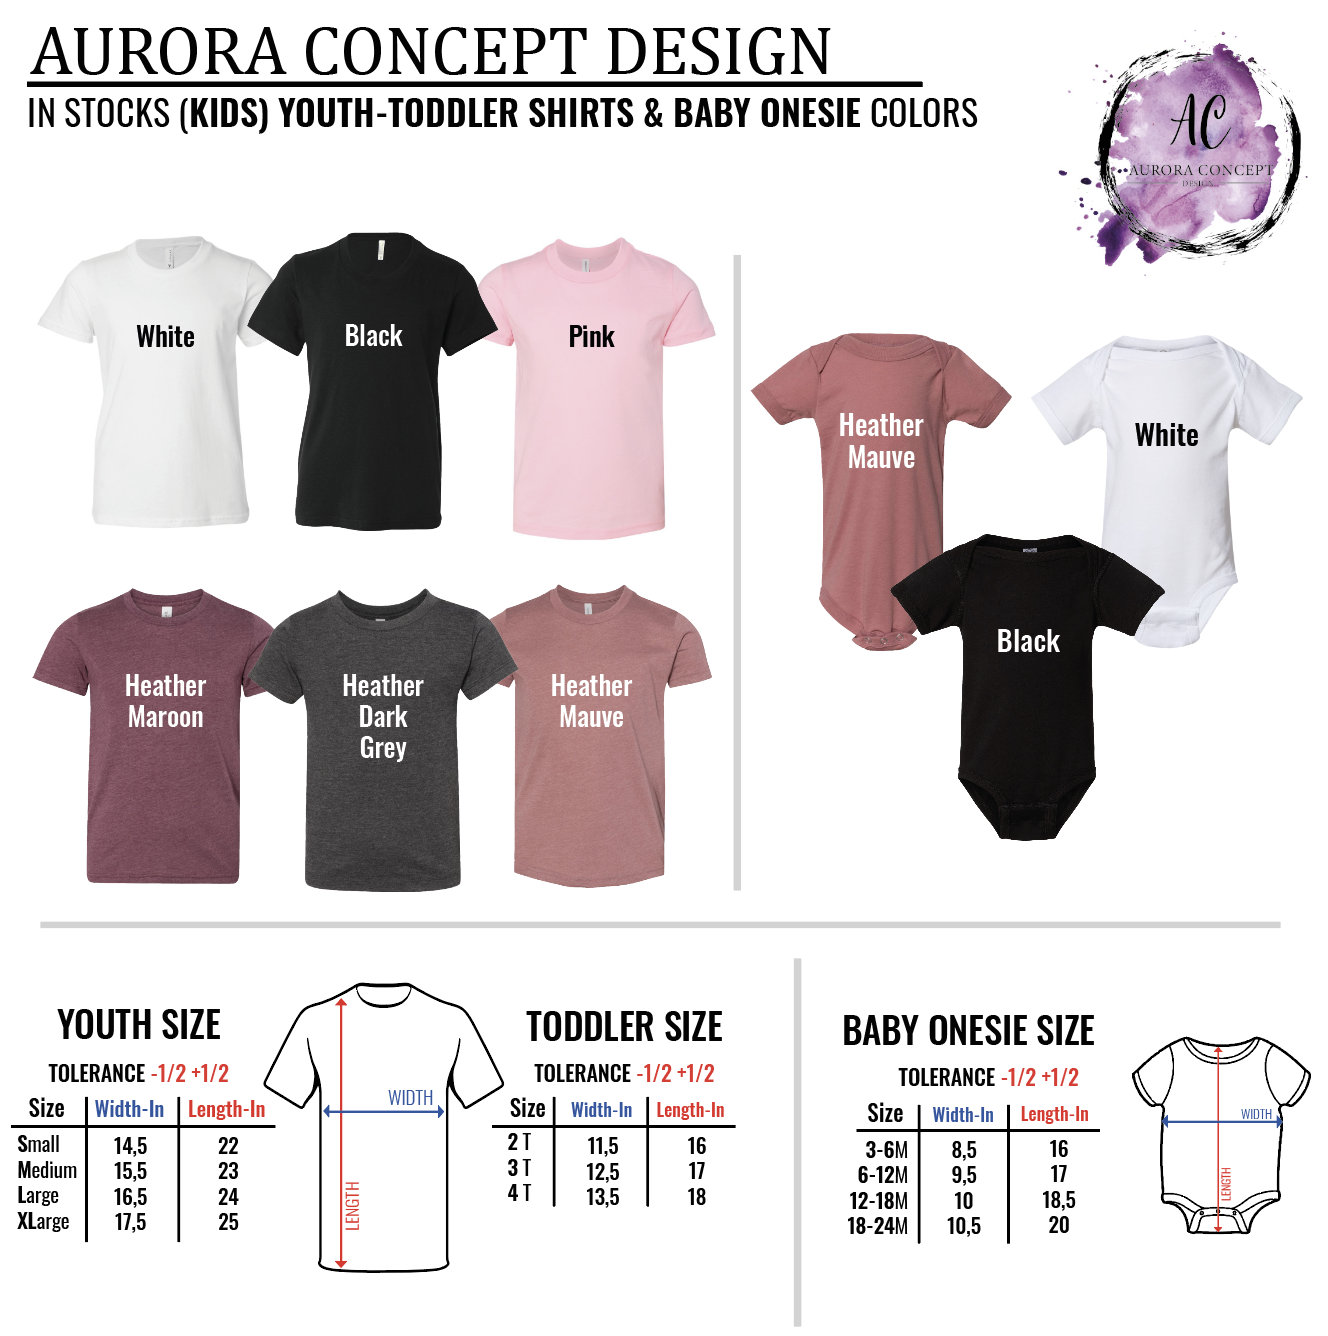 AURORA CONCEPT DESIGN
IN STOCKS (KIDS) YOUTH-TODDLER SHIRTS & BABY ONESIE COLORS
AC
AURORA CONCEPT
DESIGN
White
Black
Pink
Heather
Maroon
Heather
Dark
Grey
Heather
Mauve
Heather
Mauve
White
Black
YOUTH SIZE
TOLERANCE -1/2 +1/2
Size Width-In Length-In
Small 14,5 22
Medium 15,5 23
Large 16,5 24
XLarge 17,5 25
WIDTH
LENGTH
TODDLER SIZE
TOLERANCE -1/2 +1/2
Size Width-In Length-In
2 T 11,5 16
3 T 12,5 17
4 T 13,5 18
BABY ONESIE SIZE
TOLERANCE -1/2 +1/2
Size Width-In Length-In
3-6M 8,5 16
6-12M 9,5 17
12-18M 10 18,5
18-24M 10,5 20
WIDTH
LENGTH